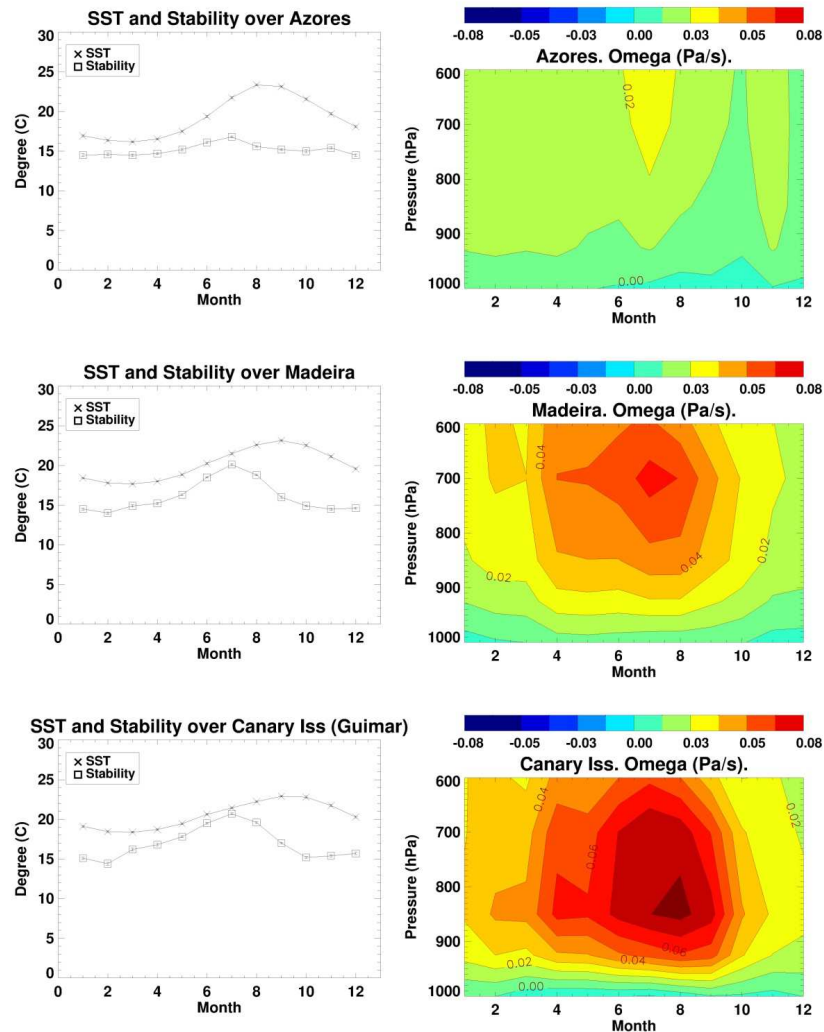 SST and Stability over Azores
30
25
20
15
10
5
0
Degree (C)
× SST
□ Stability
0 2 4 6 8 10 12
Month
-0.08 -0.05 -0.03 0.00 0.03 0.05 0.08
Azores. Omega (Pa/s).
600
700
800
900
1000
Pressure (hPa)
0.02
0.00
2 4 6 8 10 12
Month
SST and Stability over Madeira
30
25
20
15
10
5
0
Degree (C)
× SST
□ Stability
0 2 4 6 8 10 12
Month
-0.08 -0.05 -0.03 0.00 0.03 0.05 0.08
Madeira. Omega (Pa/s).
600
700
800
900
1000
Pressure (hPa)
0.04
0.04
0.02
0.02
2 4 6 8 10 12
Month
SST and Stability over Canary Iss (Guimar)
30
25
20
15
10
5
0
Degree (C)
× SST
□ Stability
0 2 4 6 8 10 12
Month
-0.08 -0.05 -0.03 0.00 0.03 0.05 0.08
Canary Iss. Omega (Pa/s).
600
700
800
900
1000
Pressure (hPa)
0.04
0.02
0.06
0.06
0.04
0.02
0.00
2 4 6 8 10 12
Month